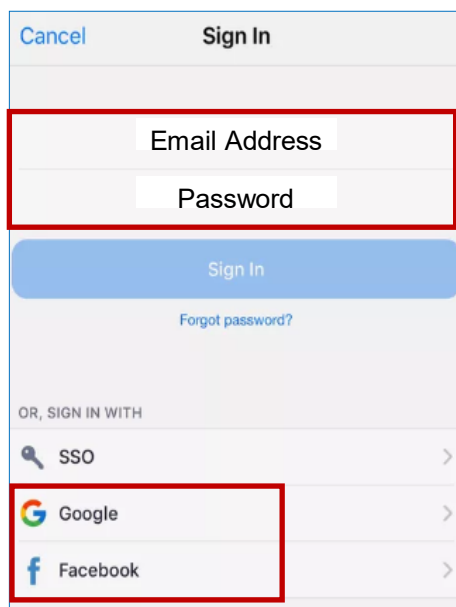 Cancel Sign In
Email Address
Password
Sign In
Forgot password?
OR, SIGN IN WITH
SSO
Google
Facebook